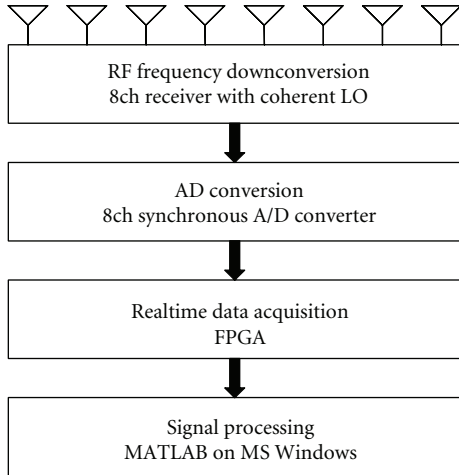 RF frequency downconversion
8ch receiver with coherent LO
AD conversion
8ch synchronous A/D converter
Realtime data acquisition
FPGA
Signal processing
MATLAB on MS Windows